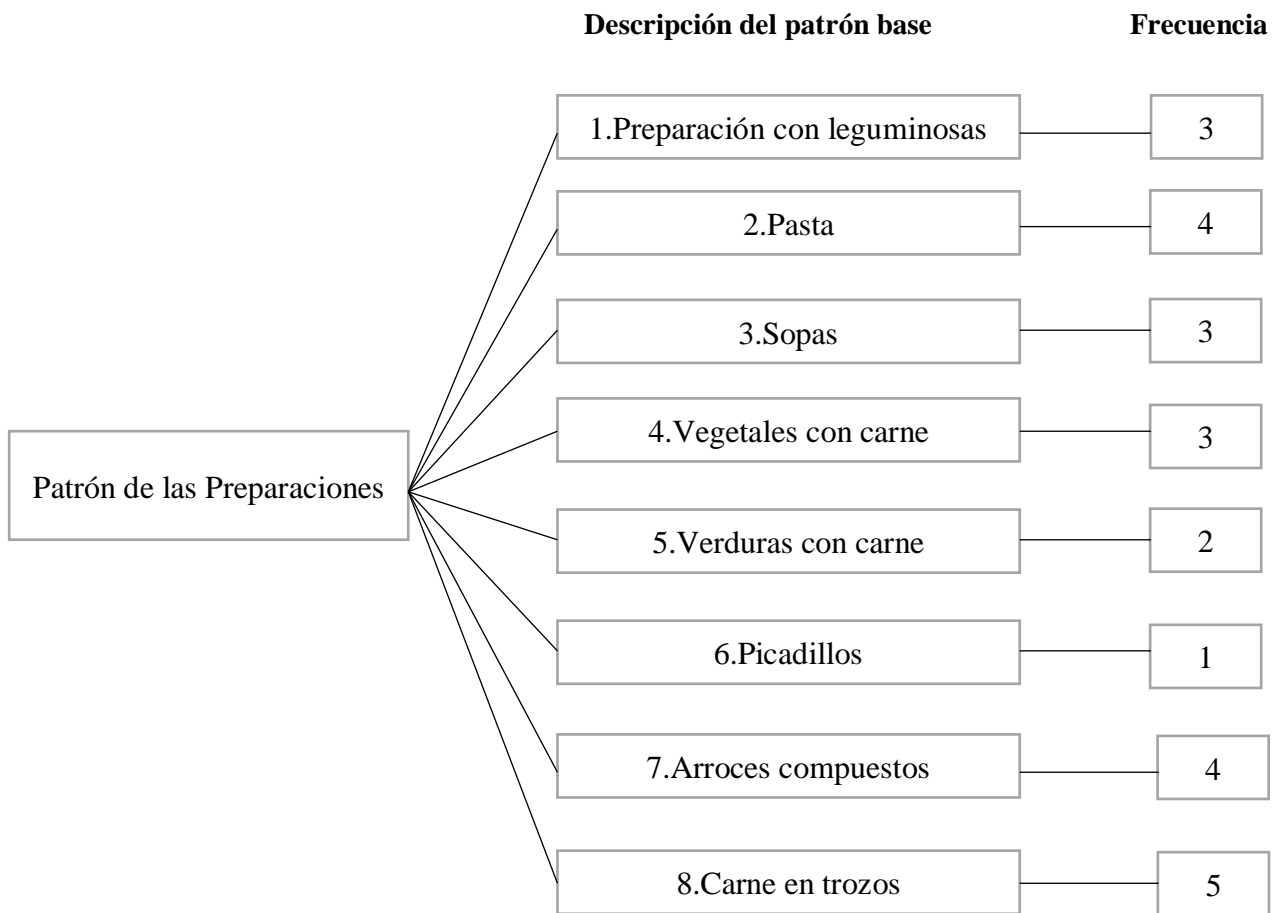 Descripción del patrón base Frecuencia
1.Preparación con leguminosas 3
2.Pasta 4
3.Sopas 3
4.Vegetales con carne 3
Patrón de las Preparaciones
5.Verduras con carne 2
6.Picadillos 1
7.Arroces compuestos 4
8.Carne en trozos 5